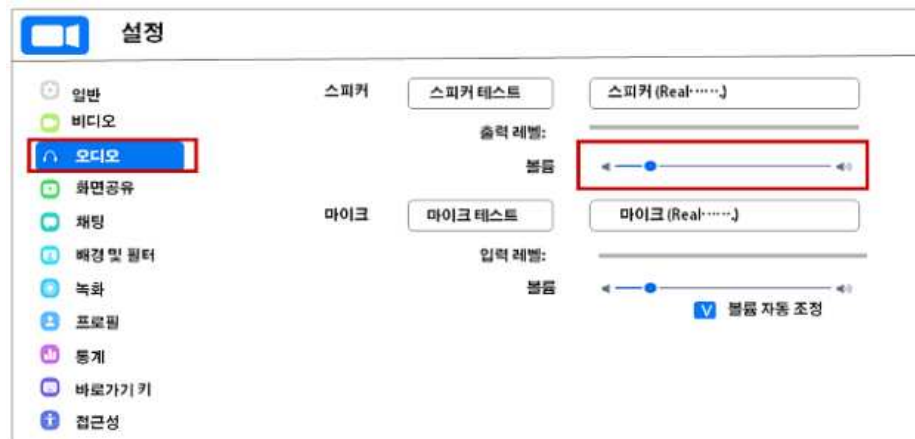 설정
일반
비디오
오디오
화면공유
채팅
배경 및 필터
녹화
프로필
통계
바로가기 키
접근성
스피커 스피커 테스트 스피커 (Real······.)
출력 레벨:
볼륨
마이크 마이크 테스트 마이크 (Real······.)
입력 레벨:
볼륨
V 볼륨 자동 조정